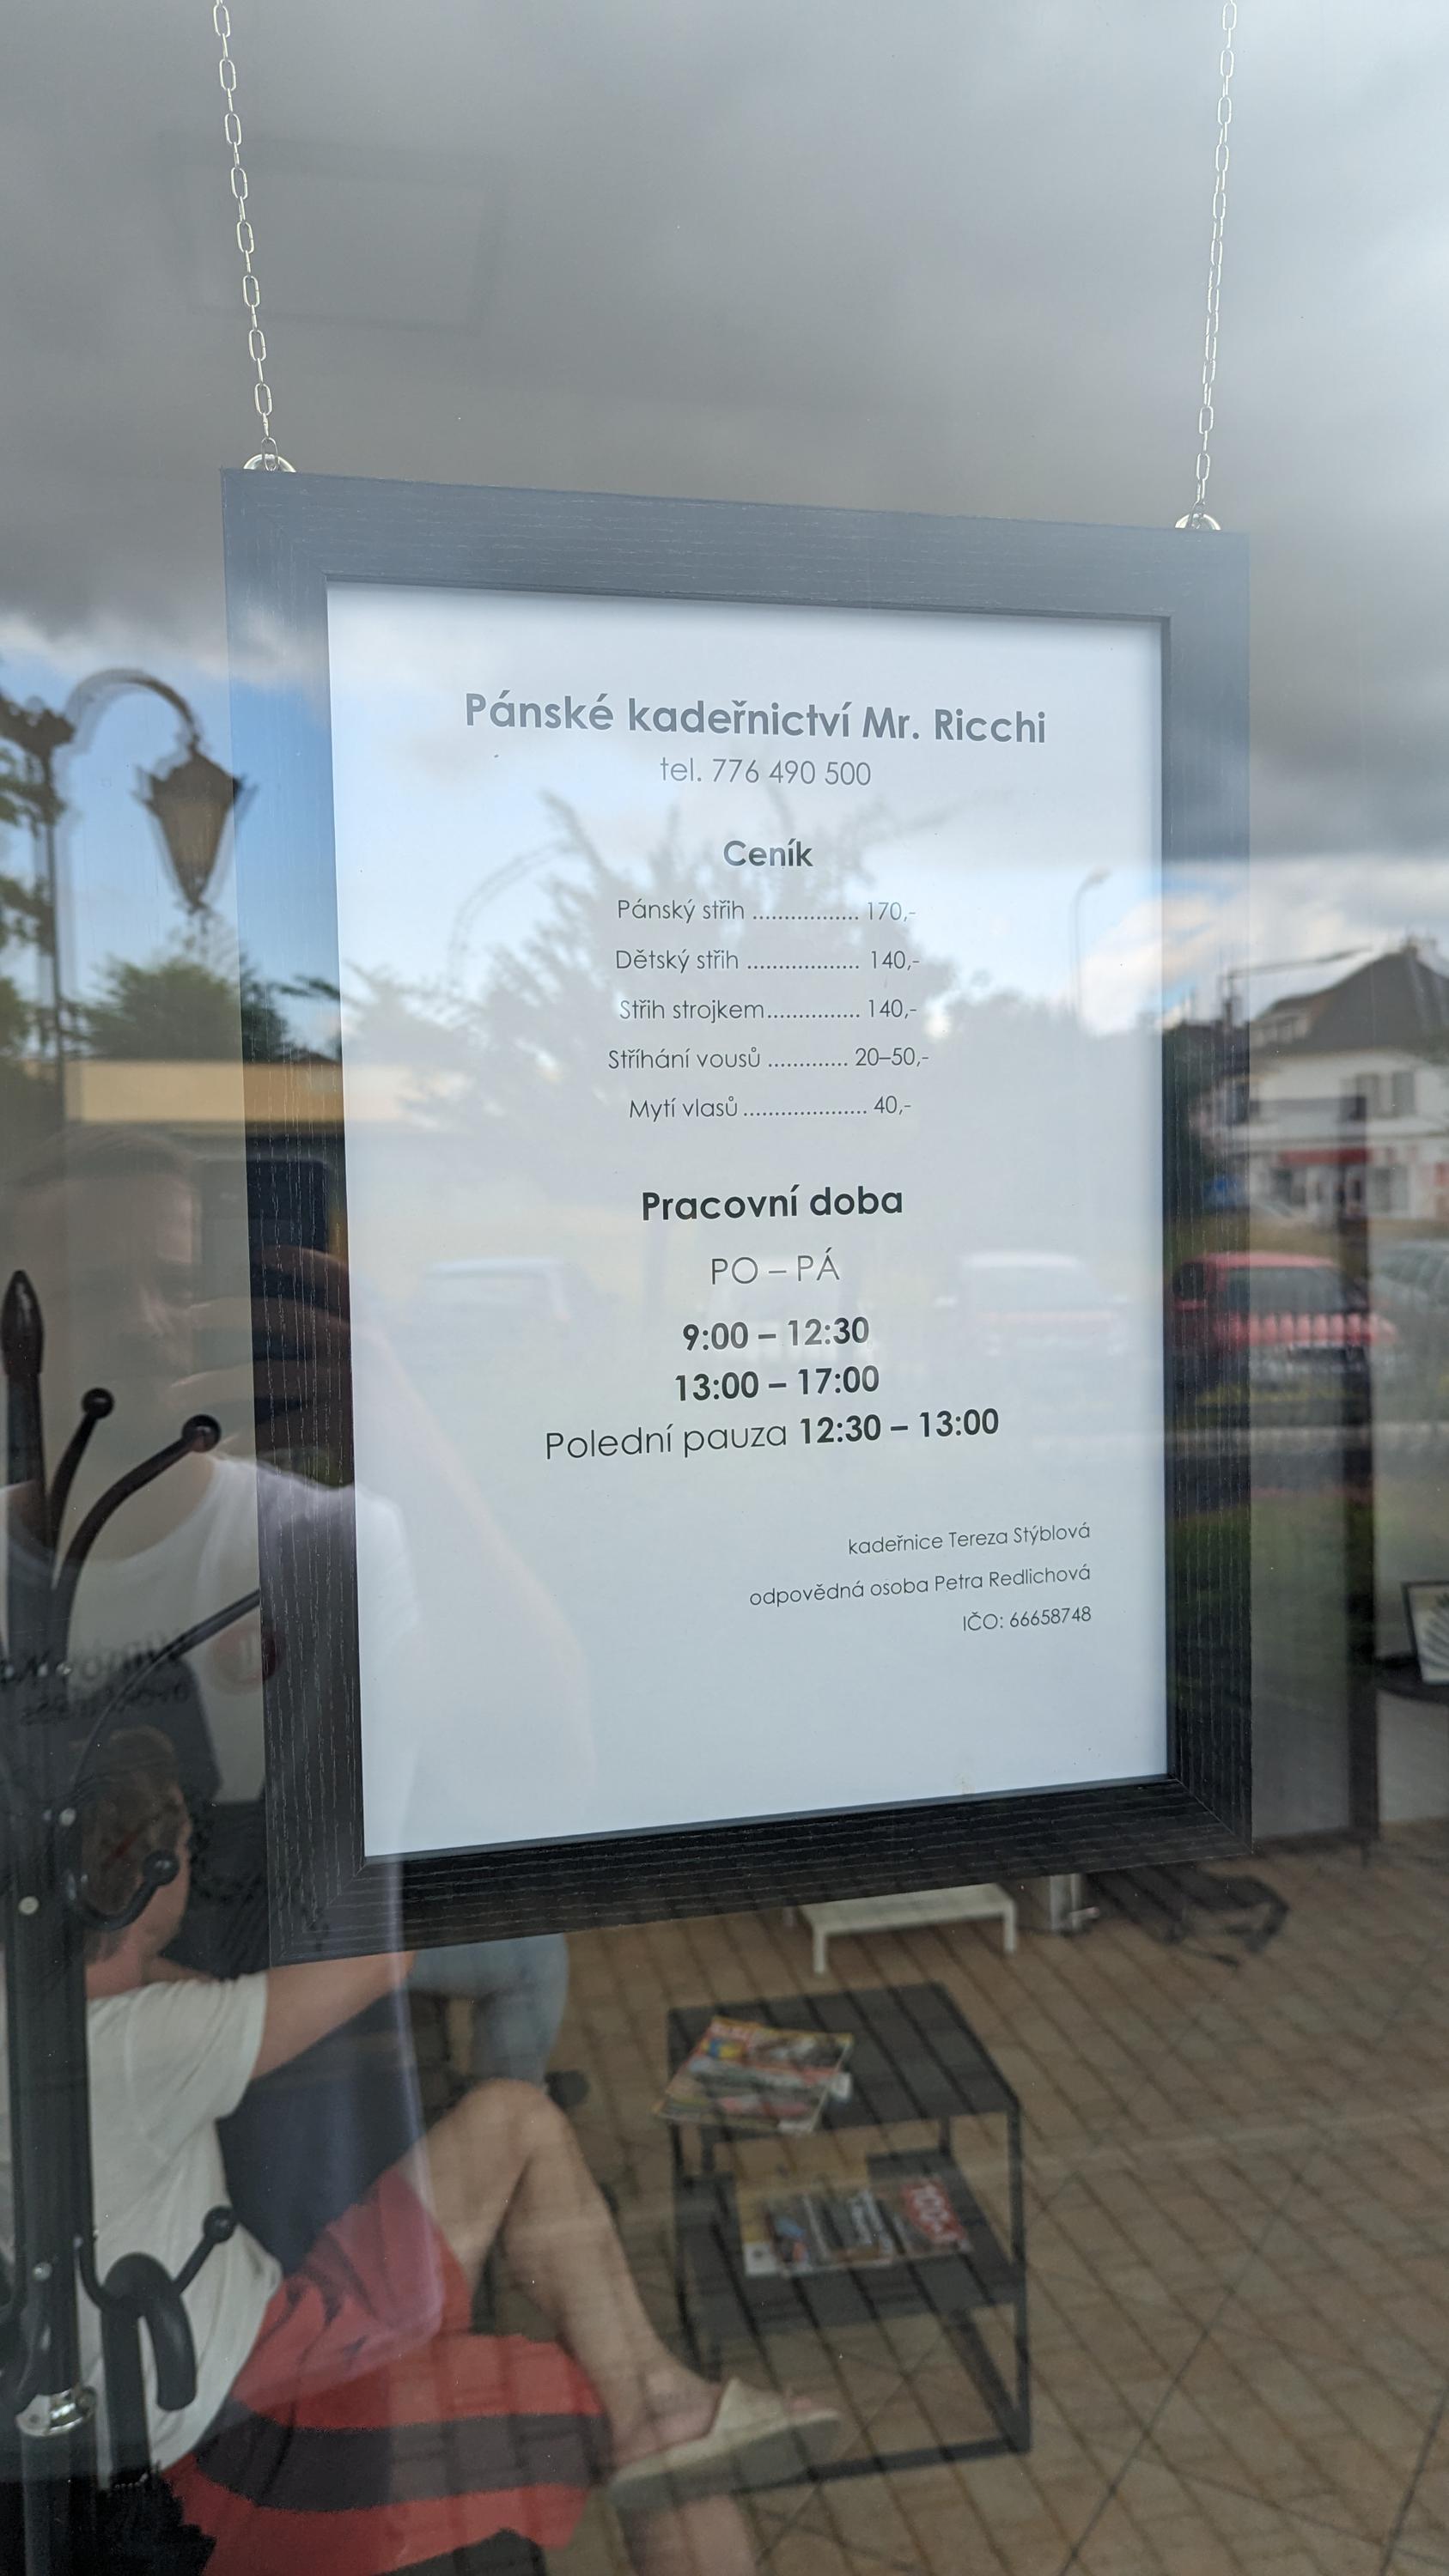 Pánské kadeřnictví Mr. Ricchi
tel. 776 490 500
Ceník
Pánský střih ................ 170,-
Dětský střih ................. 140,-
Střih strojkem.............. 140,-
Stříhání vousů ............ 20–50,-
Mytí vlasů ................... 40,-
Pracovní doba
PO – PÁ
9:00 – 12:30
13:00 – 17:00
Polední pauza 12:30 – 13:00
kadeřnice Tereza Stýblová
odpovědná osoba Petra Redlichová
IČO: 66658748